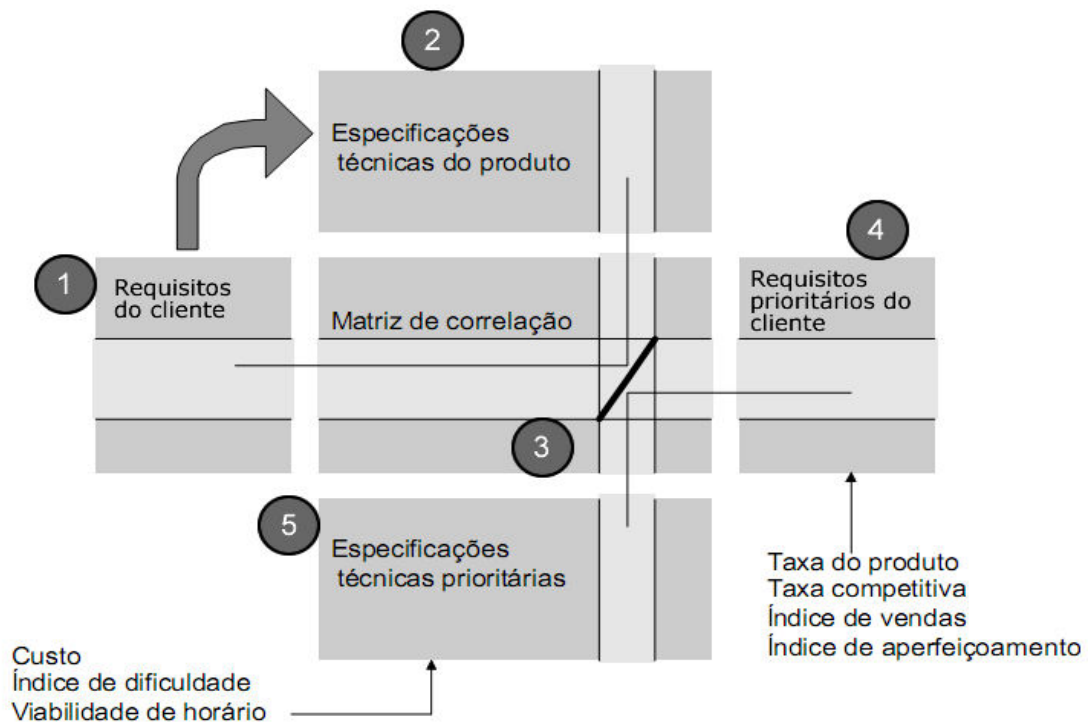 2
Especificações
técnicas do produto
1
Requisitos
do cliente
Matriz de correlação
4
Requisitos
prioritários do
cliente
3
5
Especificações
técnicas prioritárias
Taxa do produto
Taxa competitiva
Índice de vendas
Índice de aperfeiçoamento
Custo
Índice de dificuldade
Viabilidade de horário